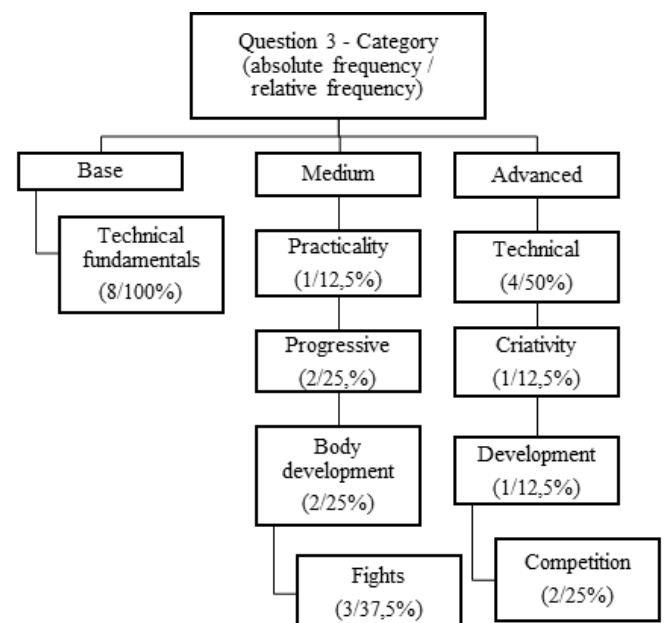 Question 3 - Category
(absolute frequency /
relative frequency)
Base
Medium
Advanced
Technical
fundamentals
(8/100%)
Practicality
(1/12,5%)
Progressive
(2/25,%)
Body
development
(2/25%)
Fights
(3/37,5%)
Technical
(4/50%)
Criativity
(1/12,5%)
Development
(1/12,5%)
Competition
(2/25%)